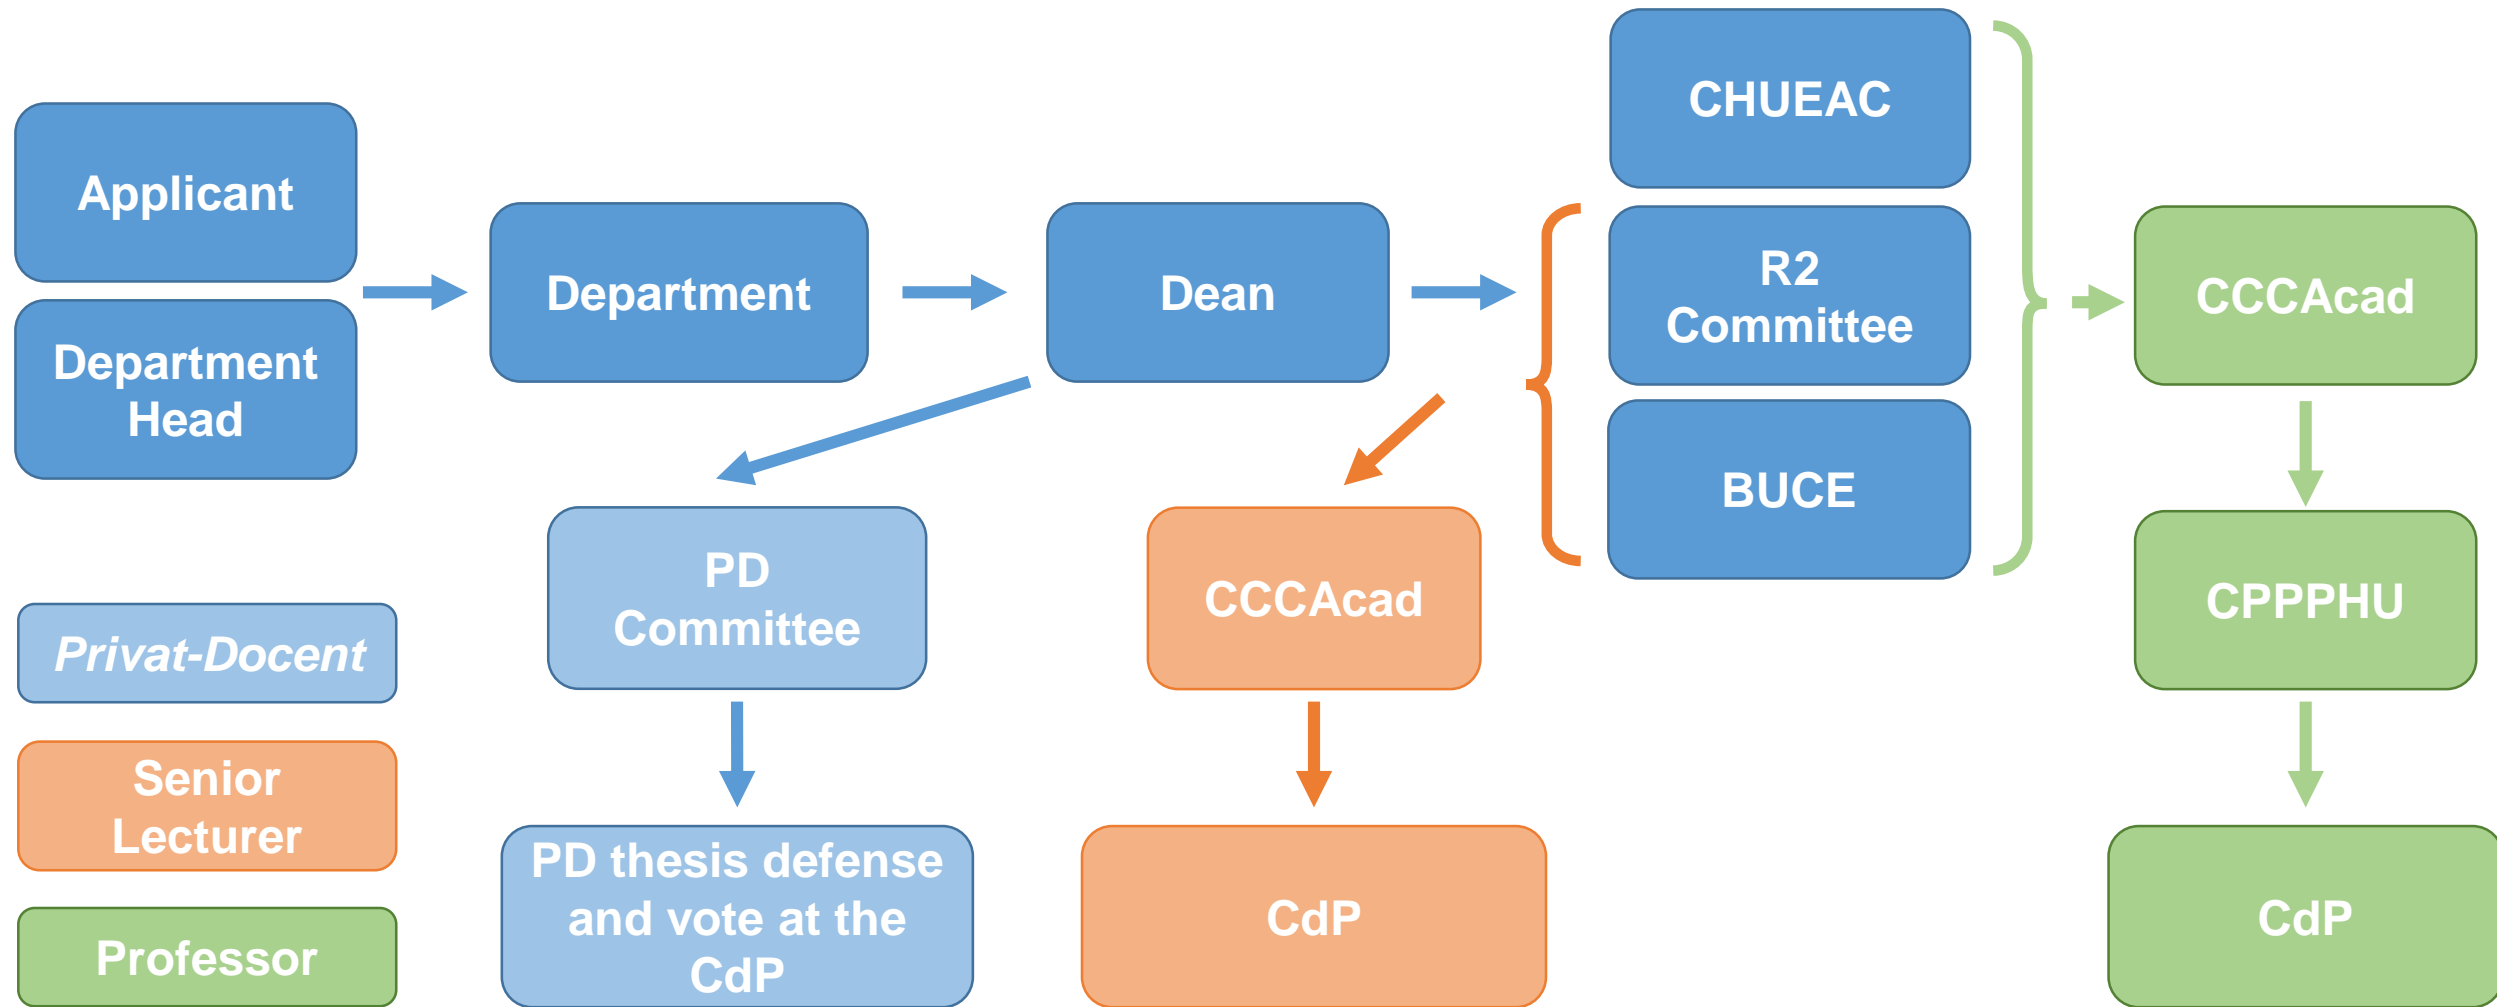 CHUEAC
Applicant
Department
Head
Department
Dean
R2
Committee
BUCE
CCCAcad
PD
Committee
CCCAcad
CPPPHU
Privat-Docent
Senior
Lecturer
Professor
PD thesis defense
and vote at the
CdP
CdP
CdP